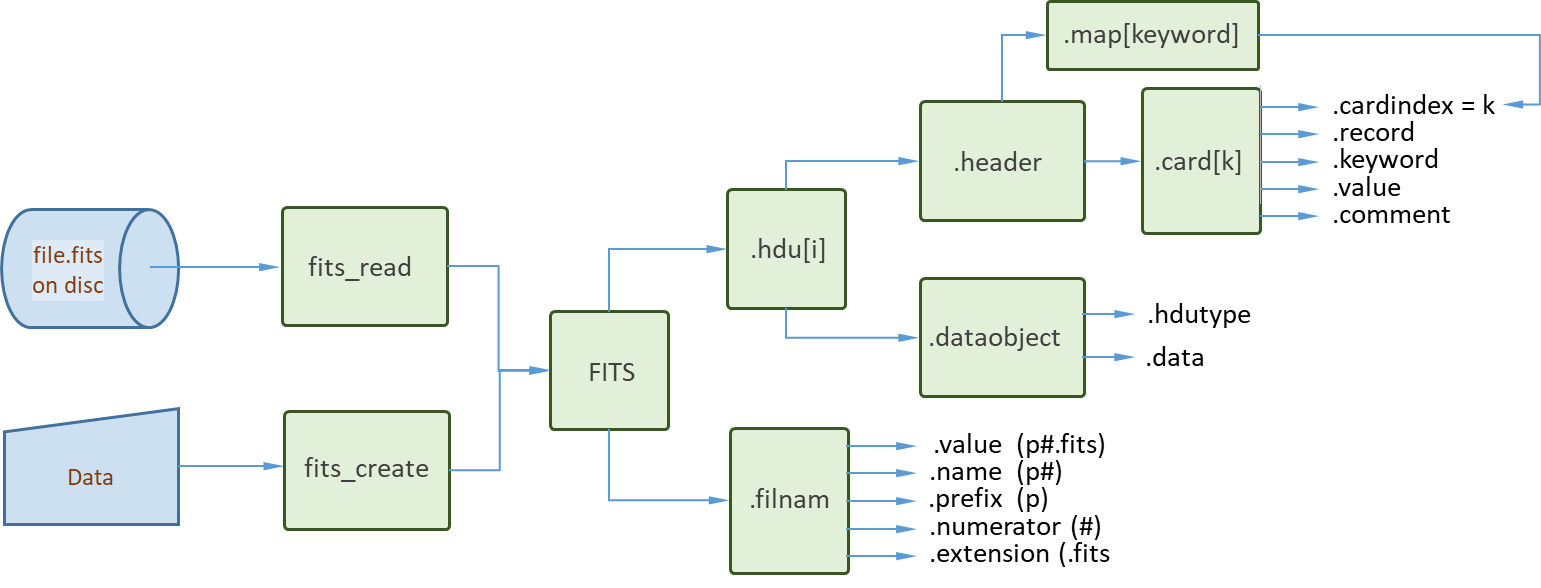 .map[keyword]
.header
.card[k]
.cardindex = k
.record
.keyword
.value
.comment
file.fits
on disc
fits_read
.hdu[i]
FITS
.dataobject
.hdutype
.data
Data
fits_create
.filnam
.value (p#.fits)
.name (p#)
.prefix (p)
.numerator (#)
.extension (.fits